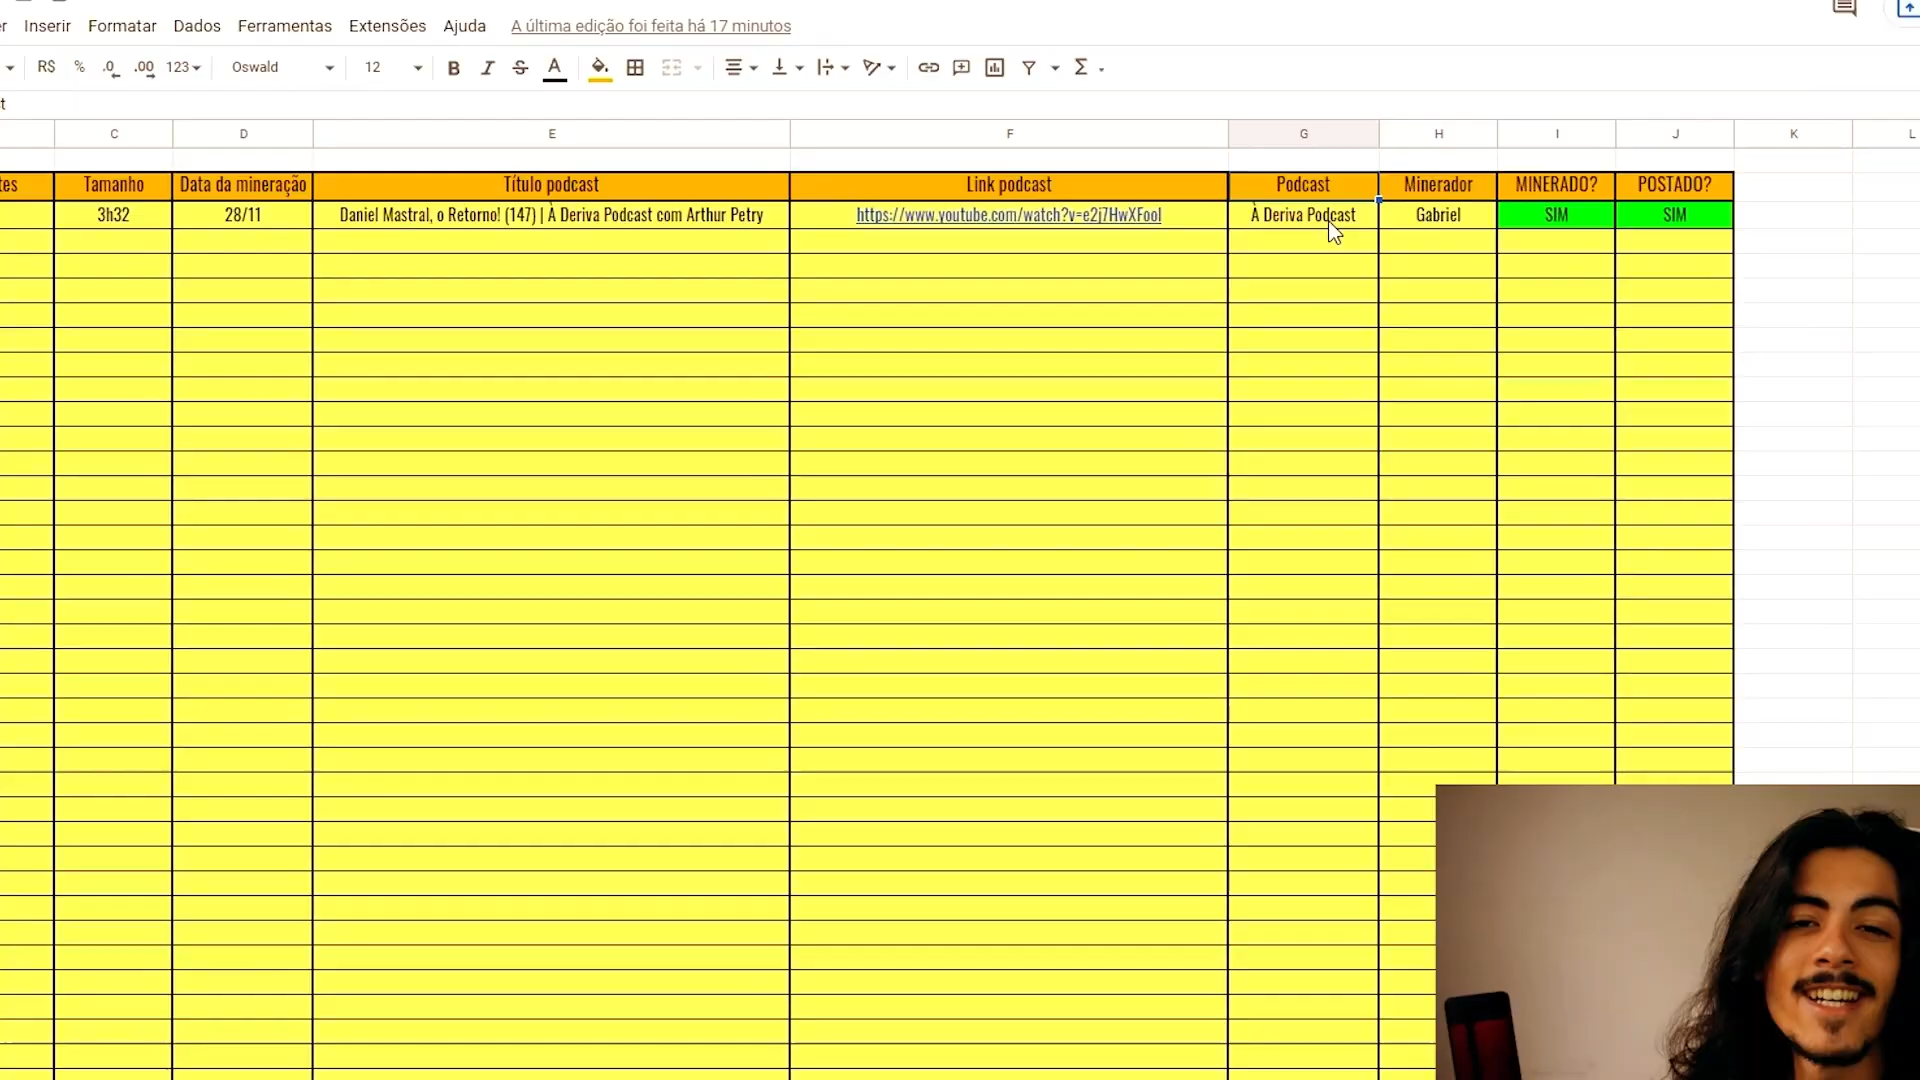 Inserir Formatar Dados Ferramentas Extensões Ajuda A última edição foi feita há 17 minutos
R$ % .0 .00 123 Oswald 12 B I S A Σ
t
C D E F G H I J K L
tes Tamanho Data da mineração Título podcast Link podcast Podcast Minerador MINERADO? POSTADO?
3h32 28/11 Daniel Mastral, o Retorno! (147) | À Deriva Podcast com Arthur Petry https://www.youtube.com/watch?v=e2j7HwXFooI À Deriva Podcast Gabriel SIM SIM